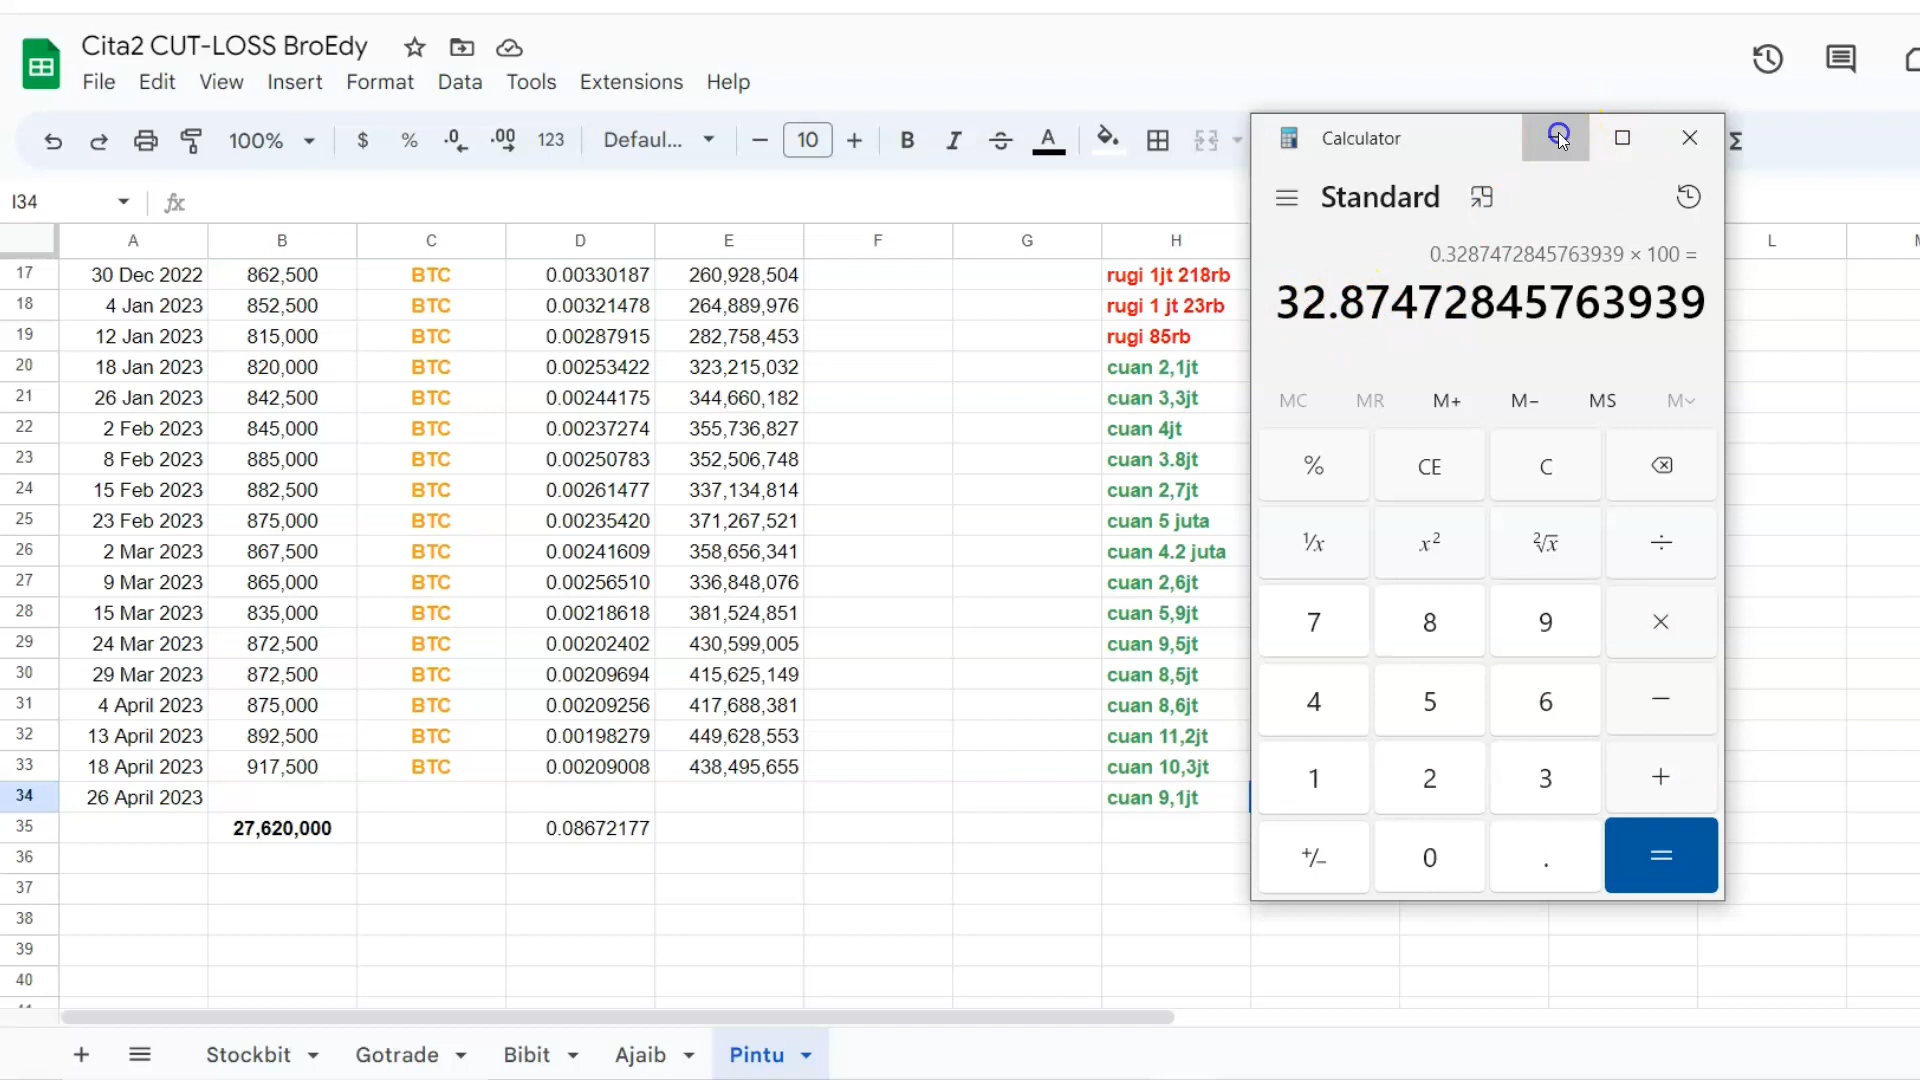 Cita2 CUT-LOSS BroEdy
File Edit View Insert Format Data Tools Extensions Help
100% $ % .0 .00 123 Defaul... − 10 + B I A Σ
I34 fx
A B C D E F G H L
17 30 Dec 2022 862,500 BTC 0.00330187 260,928,504 rugi 1jt 218rb
18 4 Jan 2023 852,500 BTC 0.00321478 264,889,976 rugi 1 jt 23rb
19 12 Jan 2023 815,000 BTC 0.00287915 282,758,453 rugi 85rb
20 18 Jan 2023 820,000 BTC 0.00253422 323,215,032 cuan 2,1jt
21 26 Jan 2023 842,500 BTC 0.00244175 344,660,182 cuan 3,3jt
22 2 Feb 2023 845,000 BTC 0.00237274 355,736,827 cuan 4jt
23 8 Feb 2023 885,000 BTC 0.00250783 352,506,748 cuan 3.8jt
24 15 Feb 2023 882,500 BTC 0.00261477 337,134,814 cuan 2,7jt
25 23 Feb 2023 875,000 BTC 0.00235420 371,267,521 cuan 5 juta
26 2 Mar 2023 867,500 BTC 0.00241609 358,656,341 cuan 4.2 juta
27 9 Mar 2023 865,000 BTC 0.00256510 336,848,076 cuan 2,6jt
28 15 Mar 2023 835,000 BTC 0.00218618 381,524,851 cuan 5,9jt
29 24 Mar 2023 872,500 BTC 0.00202402 430,599,005 cuan 9,5jt
30 29 Mar 2023 872,500 BTC 0.00209694 415,625,149 cuan 8,5jt
31 4 April 2023 875,000 BTC 0.00209256 417,688,381 cuan 8,6jt
32 13 April 2023 892,500 BTC 0.00198279 449,628,553 cuan 11,2jt
33 18 April 2023 917,500 BTC 0.00209008 438,495,655 cuan 10,3jt
34 26 April 2023 cuan 9,1jt
35 27,620,000 0.08672177
36
37
38
39
40
Calculator
Standard
0.3287472845763939 × 100 =
32.87472845763939
MC MR M+ M− MS M
% CE C
1/x x² ²√x ÷
7 8 9 ×
4 5 6 −
1 2 3 +
+/− 0 . =
+ Stockbit Gotrade Bibit Ajaib Pintu